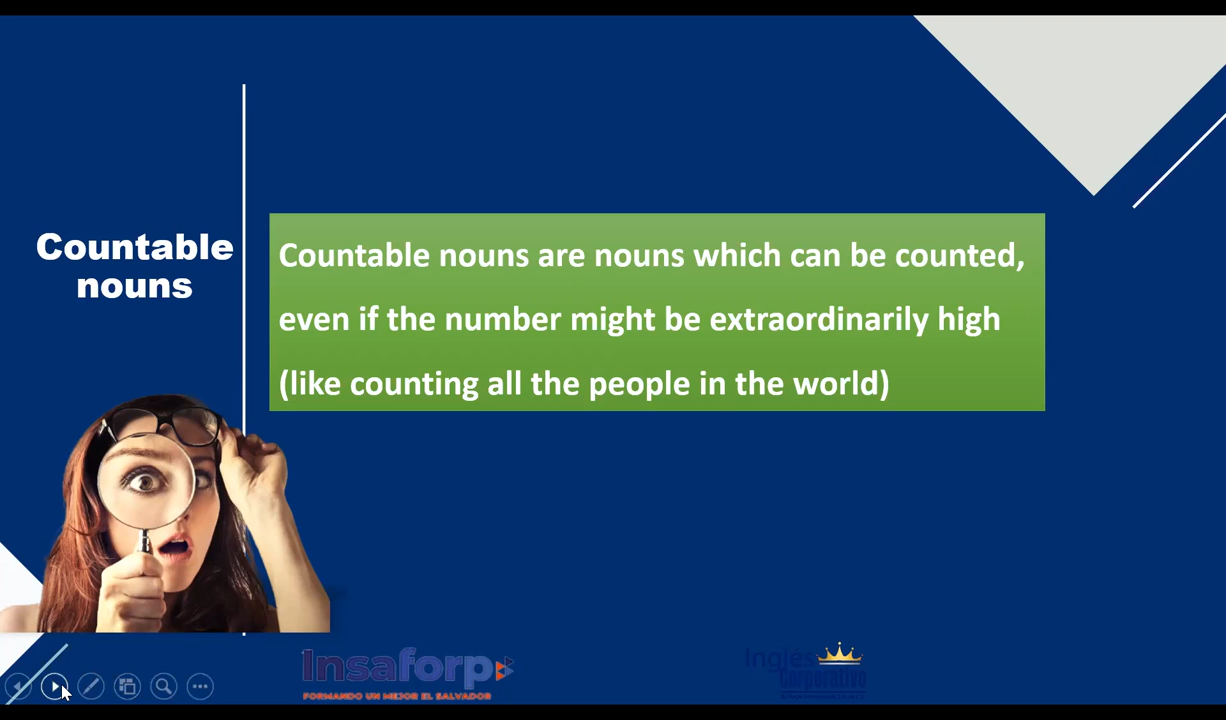 Countable
nouns
Countable nouns are nouns which can be counted,
even if the number might be extraordinarily high
(like counting all the people in the world)
Insaforp
FORMANDO UN MEJOR EL SALVADOR
Ingles
Corporativo